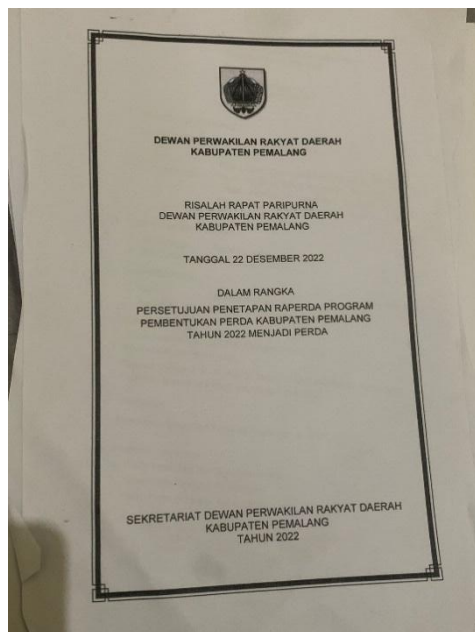 DEWAN PERWAKILAN RAKYAT DAERAH
KABUPATEN PEMALANG
RISALAH RAPAT PARIPURNA
DEWAN PERWAKILAN RAKYAT DAERAH
KABUPATEN PEMALANG
TANGGAL 22 DESEMBER 2022
DALAM RANGKA
PERSETUJUAN PENETAPAN RAPERDA PROGRAM
PEMBENTUKAN PERDA KABUPATEN PEMALANG
TAHUN 2022 MENJADI PERDA
SEKRETARIAT DEWAN PERWAKILAN RAKYAT DAERAH
KABUPATEN PEMALANG
TAHUN 2022